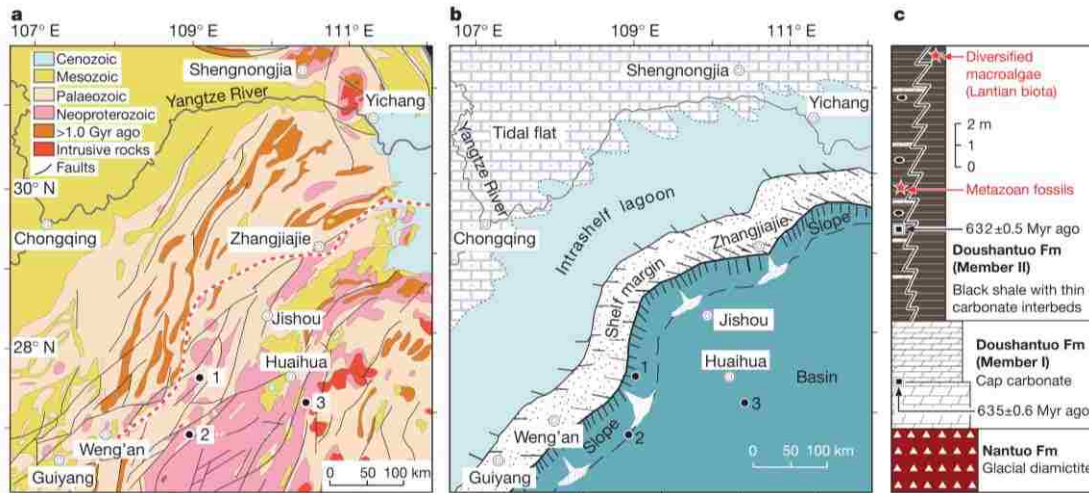 a
107° E
109° E
111° E
Cenozoic
Mesozoic
Palaeozoic
Neoproterozoic
>1.0 Gyr ago
Intrusive rocks
Faults
Shengnongjia
Yangtze River
Yichang
30° N
Chongqing
Zhangjiajie
Jishou
28° N
Huaihua
1
3
2
Weng'an
Guiyang
0 50 100 km
b
107° E
109° E
111° E
Shengnongjia
Yichang
Tidal flat
Yangtze River
Intrashelf lagoon
Chongqing
Zhangjiajie
Slope
Shelf margin
Jishou
Huaihua
1
Basin
3
Weng'an
Slope
2
Guiyang
0 50 100 km
c
Diversified
macroalgae
(Lantian biota)
2 m
1
0
Metazoan fossils
632±0.5 Myr ago
Doushantuo Fm
(Member II)
Black shale with thin
carbonate interbeds
Doushantuo Fm
(Member I)
Cap carbonate
635±0.6 Myr ago
Nantuo Fm
Glacial diamictite